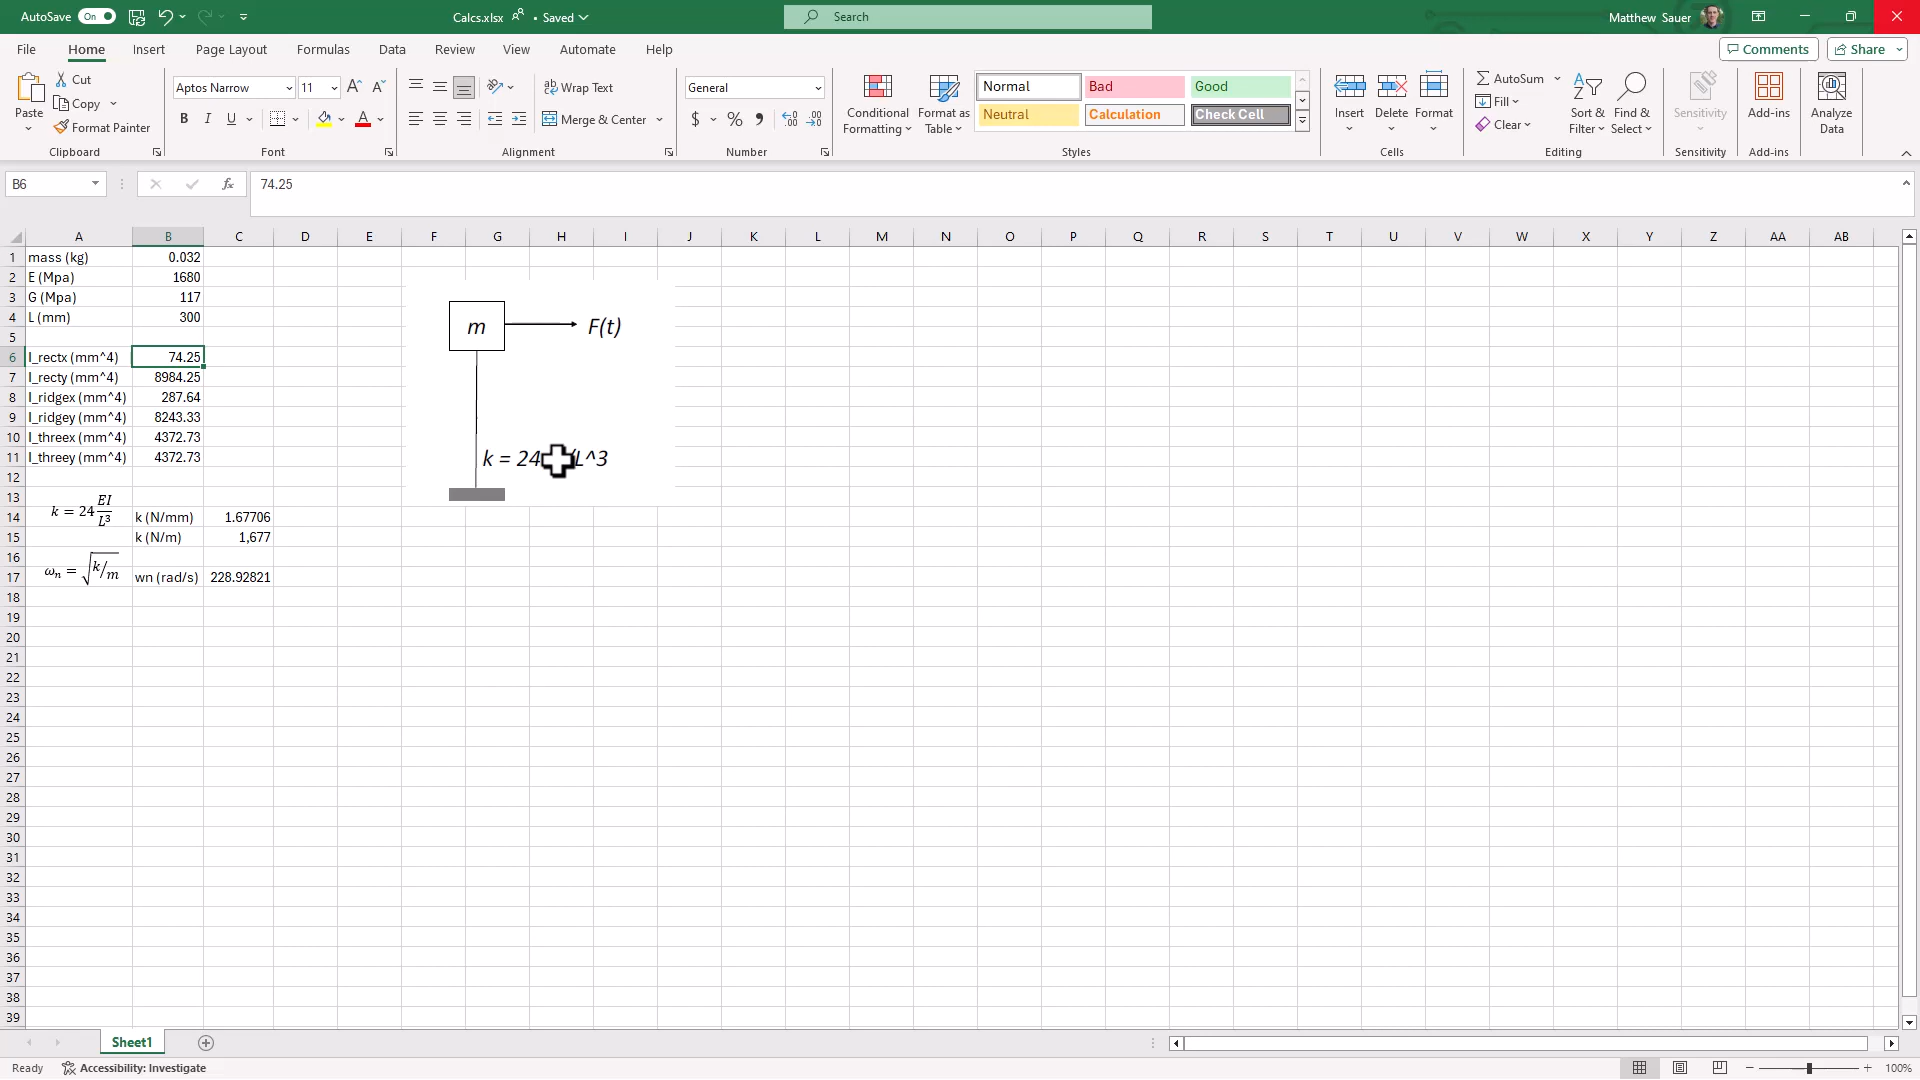 AutoSave On Calcs.xlsx • Saved Search Matthew Sauer
File Home Insert Page Layout Formulas Data Review View Automate Help Comments Share
Paste
Cut
Copy
Format Painter
Clipboard
Aptos Narrow 11
B I U
Font
Wrap Text
Merge & Center
Alignment
General
$ % 9
Number
Conditional
Formatting
Format as
Table
Normal Bad Good
Neutral Calculation Check Cell
Styles
Insert Delete Format
Cells
AutoSum
Fill
Clear
Sort &
Filter
Find &
Select
Editing
Sensitivity
Sensitivity
Add-ins
Add-ins
Analyze
Data
B6 fx 74.25
A B C D E F G H I J K L M N O P Q R S T U V W X Y Z AA AB
1 mass (kg) 0.032
2 E (Mpa) 1680
3 G (Mpa) 117
4 L (mm) 300
5
6 I_rectx (mm^4) 74.25
7 I_recty (mm^4) 8984.25
8 I_ridgex (mm^4) 287.64
9 I_ridgey (mm^4) 8243.33
10 I_threex (mm^4) 4372.73
11 I_threey (mm^4) 4372.73
12
13
14 k = 24 EI/L³ k (N/mm) 1.67706
15 k (N/m) 1,677
16
17 ωn = √k/m wn (rad/s) 228.92821
18
19
20
21
22
23
24
25
26
27
28
29
30
31
32
33
34
35
36
37
38
39
m F(t)
k = 24 L^3
Sheet1
Ready Accessibility: Investigate 100%